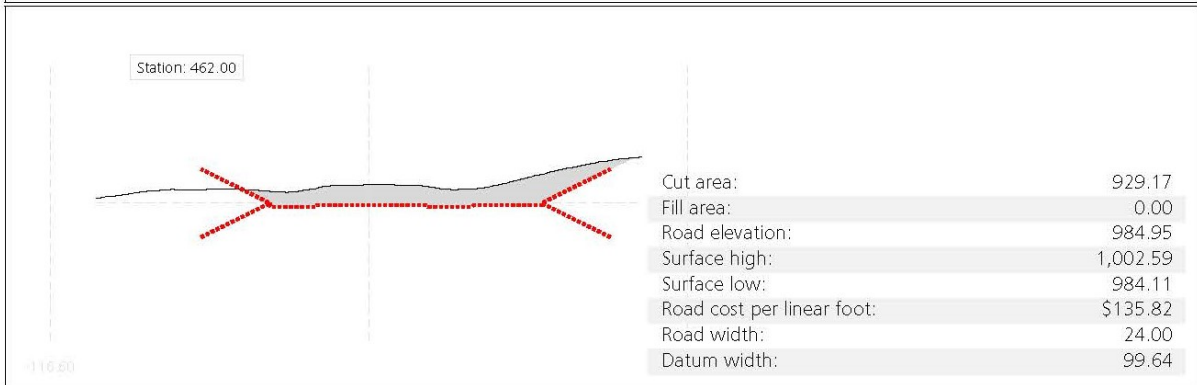 Station: 462.00
Cut area: 929.17
Fill area: 0.00
Road elevation: 984.95
Surface high: 1,002.59
Surface low: 984.11
Road cost per linear foot: $135.82
Road width: 24.00
Datum width: 99.64
-116.60